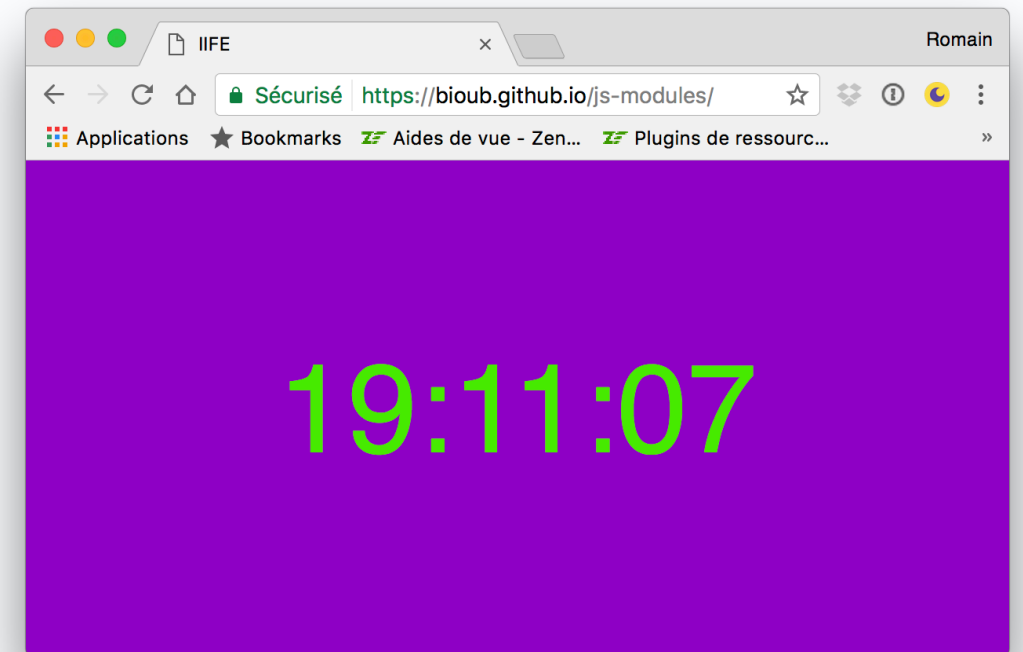 IIFE
Romain
Sécurisé https://bioub.github.io/js-modules/
Applications Bookmarks Aides de vue - Zen... Plugins de ressourc... »
19:11:07